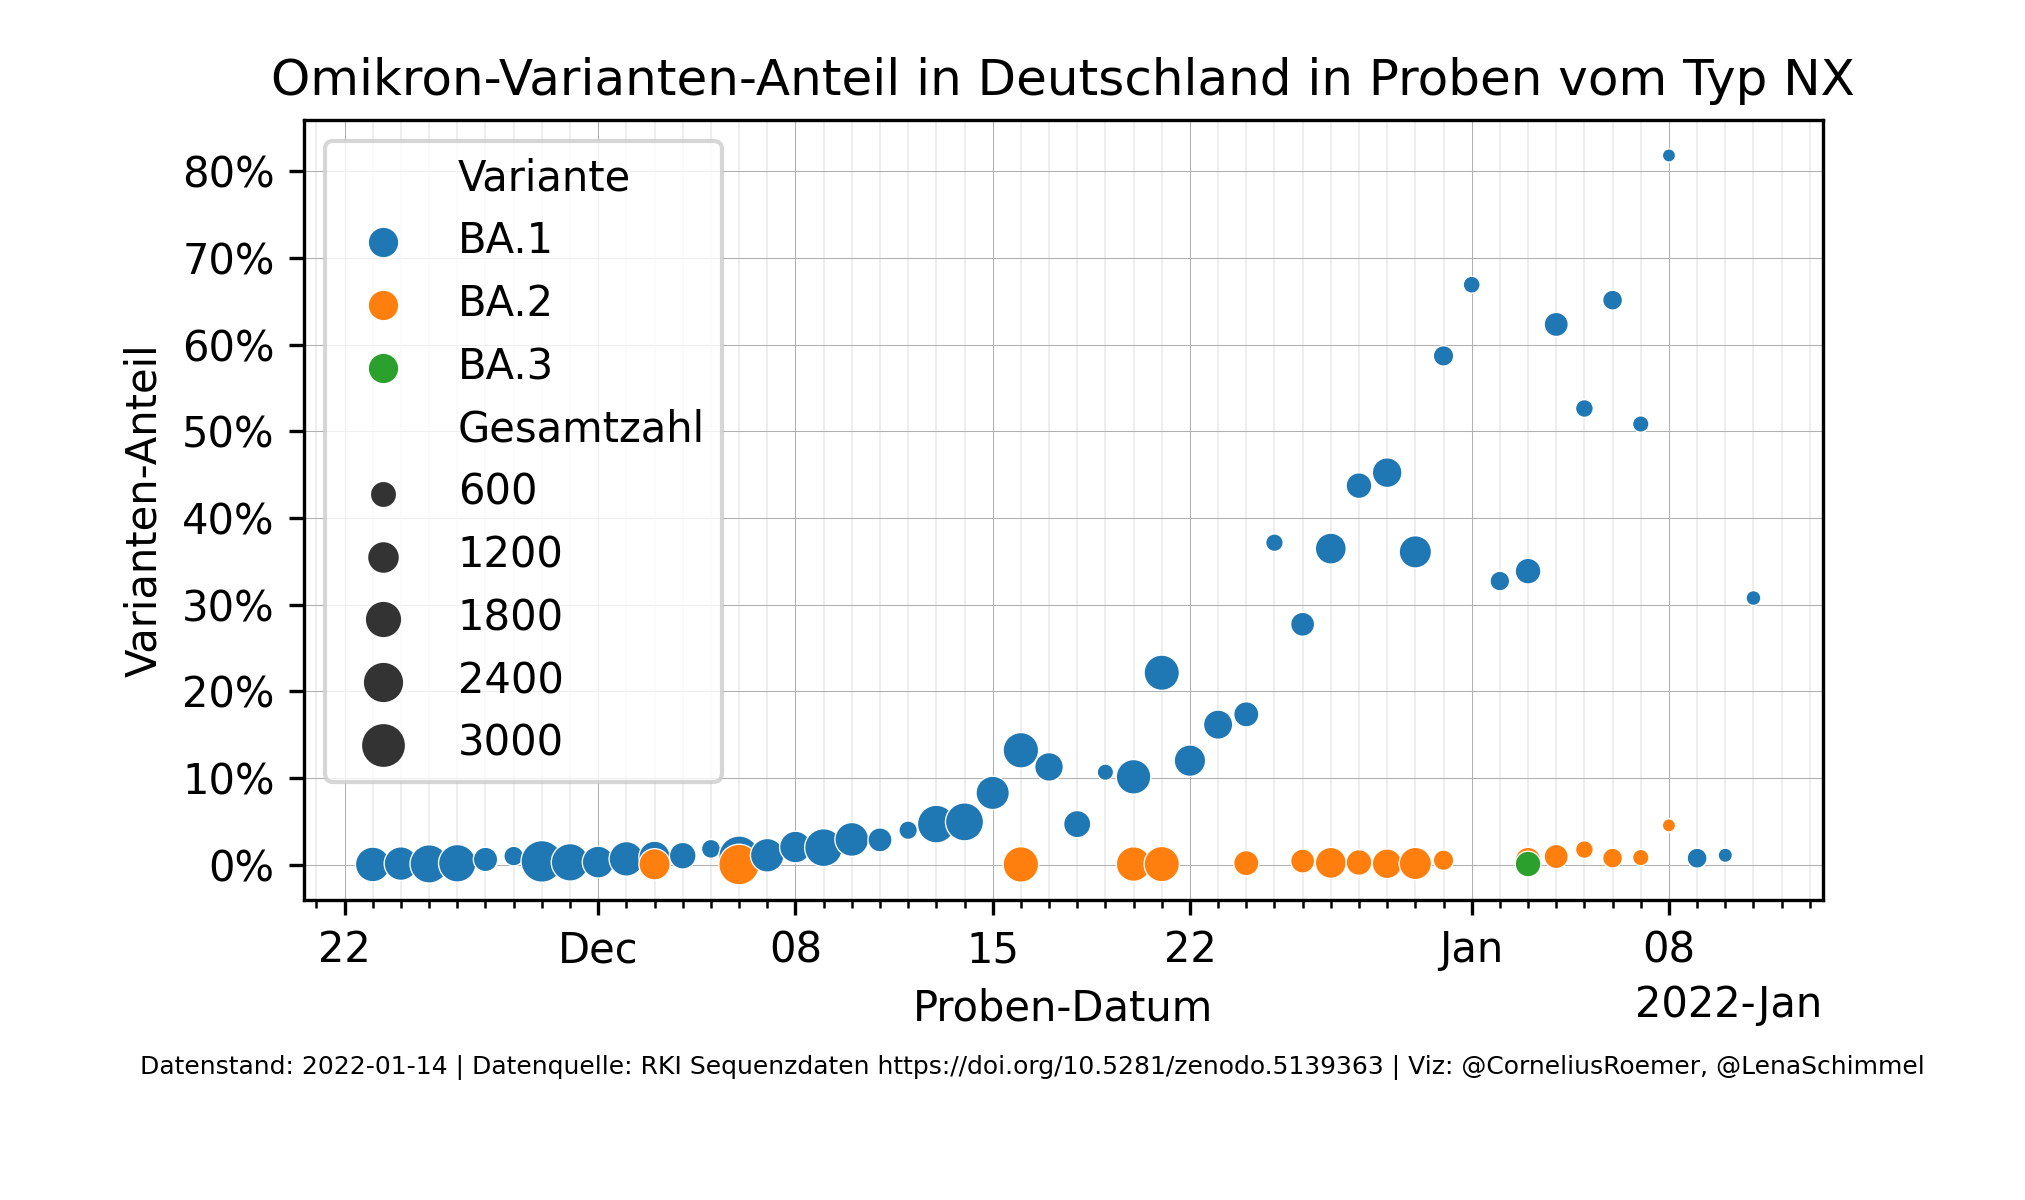 Omikron-Varianten-Anteil in Deutschland in Proben vom Typ NX
Varianten-Anteil
80%
70%
60%
50%
40%
30%
20%
10%
0%
Variante
BA.1
BA.2
BA.3
Gesamtzahl
600
1200
1800
2400
3000
22 Dec 08 15 22 Jan 08
Proben-Datum
2022-Jan
Datenstand: 2022-01-14 | Datenquelle: RKI Sequenzdaten https://doi.org/10.5281/zenodo.5139363 | Viz: @CorneliusRoemer, @LenaSchimmel